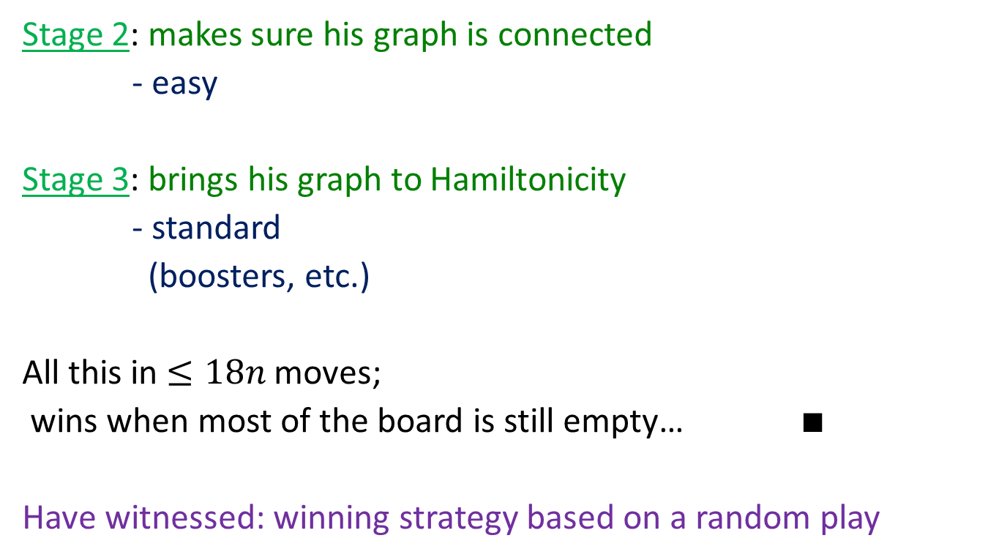 Stage 2: makes sure his graph is connected
- easy
Stage 3: brings his graph to Hamiltonicity
- standard
(boosters, etc.)
All this in ≤ 18𝑛 moves;
wins when most of the board is still empty… ■
Have witnessed: winning strategy based on a random play